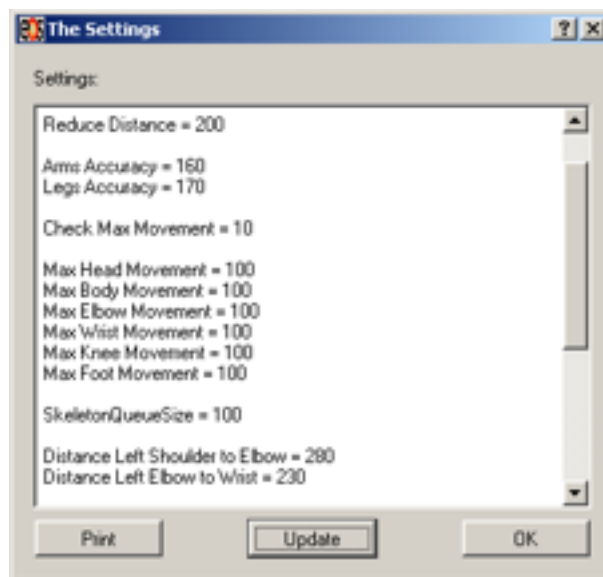 The Settings
Settings:
Reduce Distance = 200
Arms Accuracy = 160
Legs Accuracy = 170
Check Max Movement = 10
Max Head Movement = 100
Max Body Movement = 100
Max Elbow Movement = 100
Max Wrist Movement = 100
Max Knee Movement = 100
Max Foot Movement = 100
SkeletonQueueSize = 100
Distance Left Shoulder to Elbow = 280
Distance Left Elbow to Wrist = 230
Print Update OK